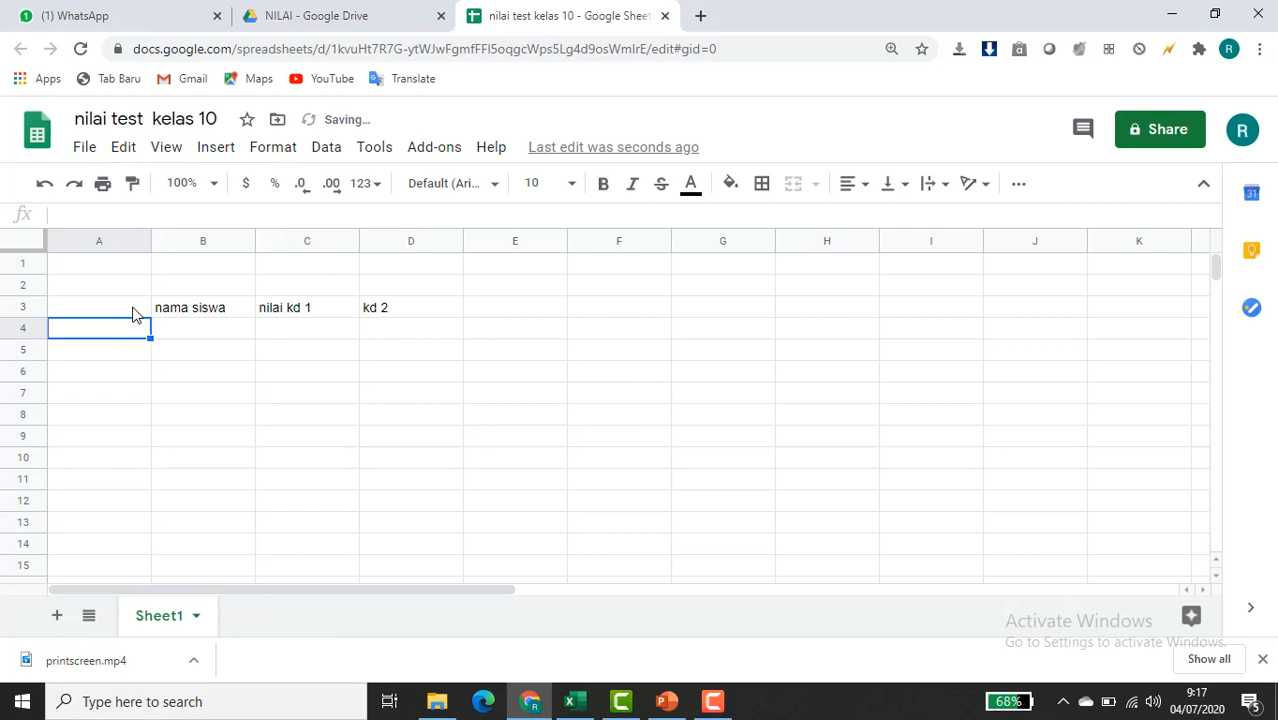 WhatsApp
NILAI - Google Drive
nilai test kelas 10 - Google Sheet
docs.google.com/spreadsheets/d/1kvuHt7R7G-ytWJwFgmfFFI5oqgcWps5Lg4d9osWmIrE/edit#gid=0
Apps
Tab Baru
Gmail
Maps
YouTube
Translate
nilai test kelas 10
Saving...
Share
R
R
File Edit View Insert Format Data Tools Add-ons Help
Last edit was seconds ago
100% $ % .0 .00 123 Default (Ari... 10 B I S A
fx
A B C D E F G H I J K
1
2
3 nama siswa nilai kd 1 kd 2
4
5
6
7
8
9
10
11
12
13
14
15
Sheet1
Activate Windows
Go to Settings to activate Windows.
printscreen.mp4
Show all
Type here to search
68%
9:17
04/07/2020
5
31